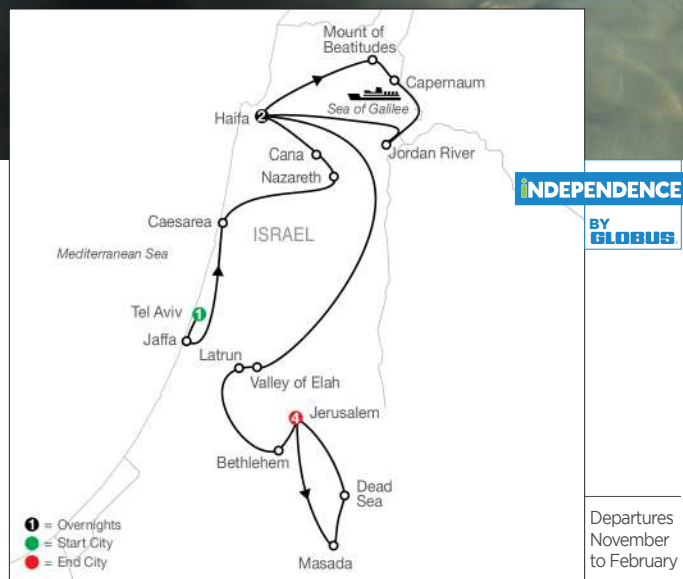 Mount of
Beatitudes
Capernaum
Sea of Galilee
Haifa
2
Jordan River
Cana
Nazareth
iNDEPENDENCE
BY
GLOBUS.
Caesarea
ISRAEL
Mediterranean Sea
Tel Aviv
1
Jaffa
Latrun
Valley of Elah
4
Jerusalem
Bethlehem
Dead
Sea
Masada
1 = Overnights
= Start City
= End City
Departures
November
to February